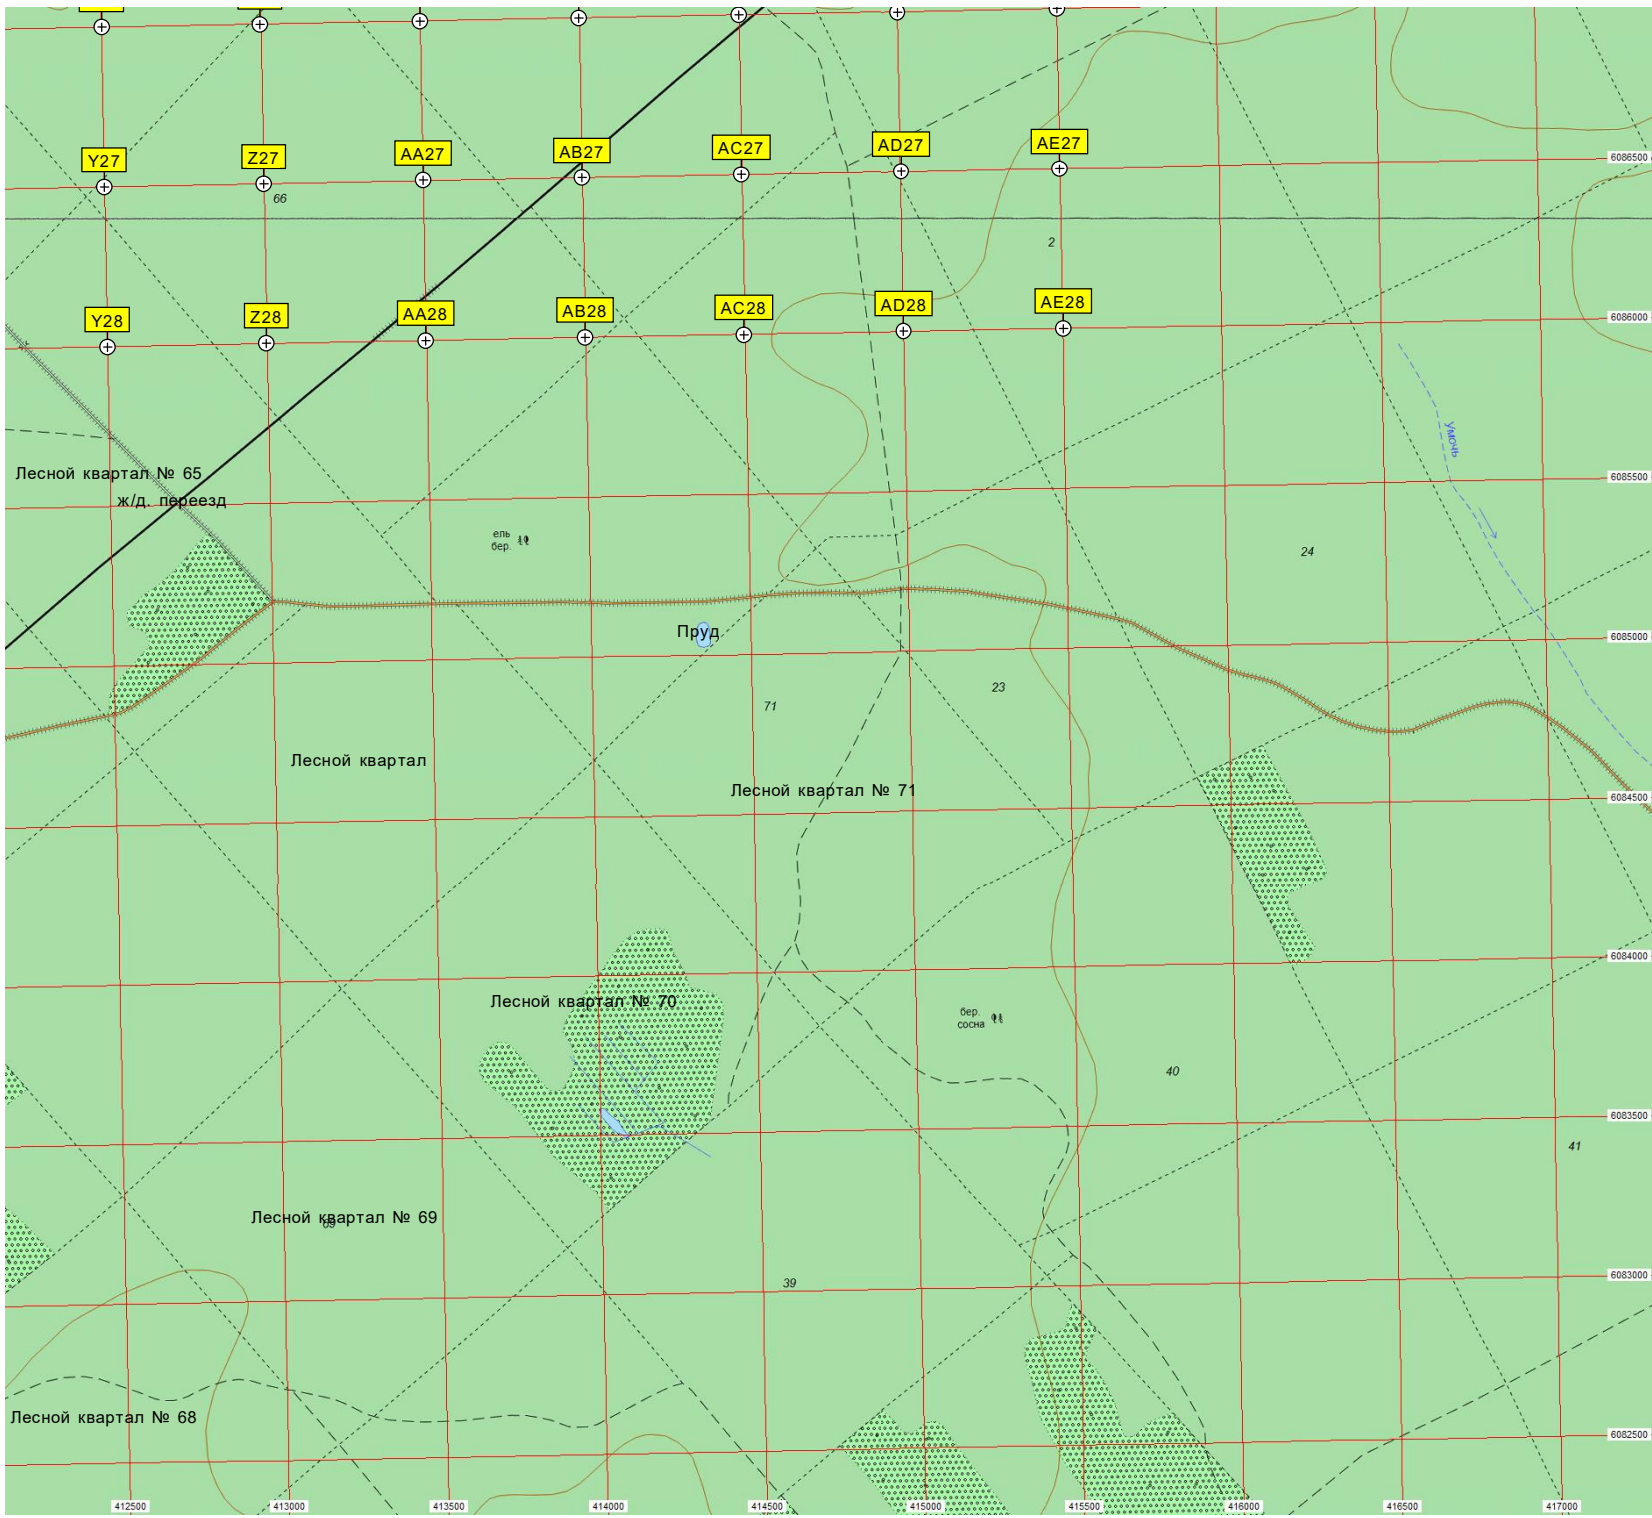 Y27
Z27
AA27
AB27
AC27
AD27
AE27
6086500
66
2
Y28
Z28
AA28
AB28
AC28
AD28
AE28
6086000
Умочь
Лесной квартал № 65
ж/д. переезд
6085500
ель
бер.
24
Пруд
6085000
71
23
Лесной квартал
Лесной квартал № 71
6084500
6084000
Лесной квартал № 70
бер.
сосна
40
6083500
41
Лесной квартал № 69
69
39
6083000
Лесной квартал № 68
6082500
412500
413000
413500
414000
414500
415000
415500
416000
416500
417000